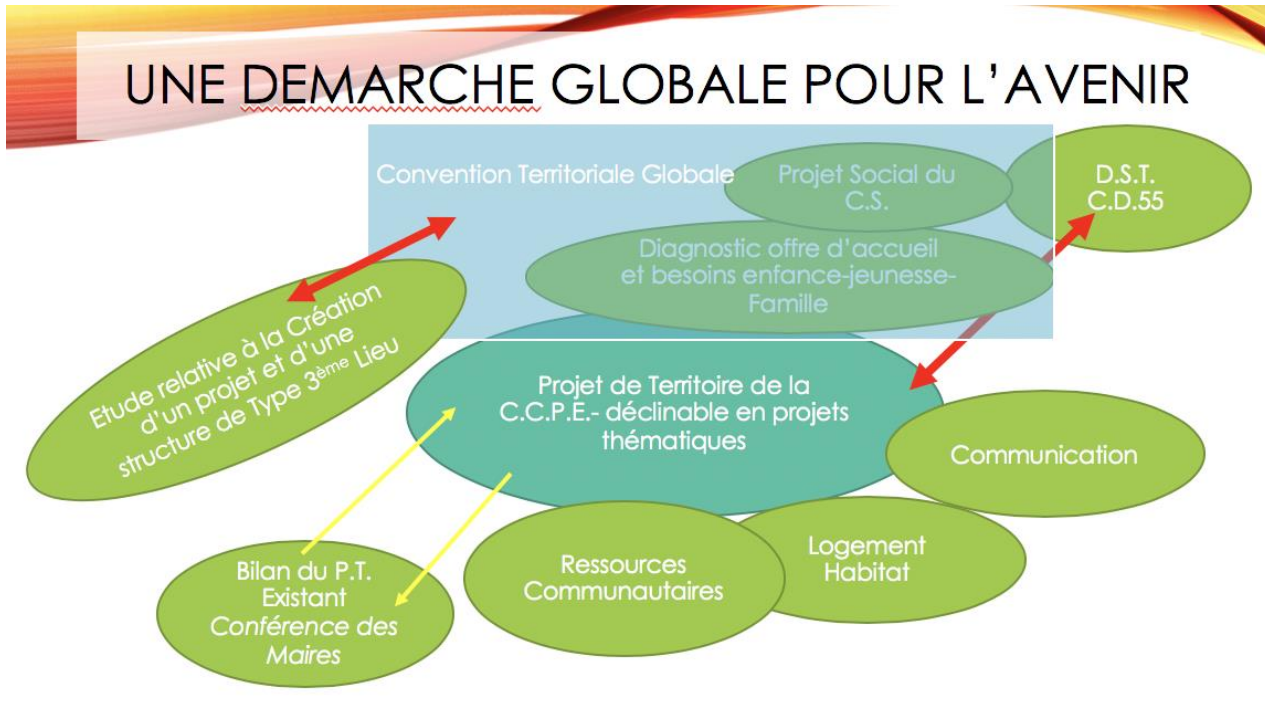 UNE DEMARCHE GLOBALE POUR L’AVENIR
Convention Territoriale Globale
Projet Social du
C.S.
D.S.T.
C.D.55
Diagnostic offre d’accueil
et besoins enfance-jeunesse-
Famille
Etude relative à la Création
d’un projet et d’une
structure de Type 3ème Lieu
Projet de Territoire de la
C.C.P.E.- déclinable en projets
thématiques
Communication
Logement
Habitat
Ressources
Communautaires
Bilan du P.T.
Existant
Conférence des
Maires